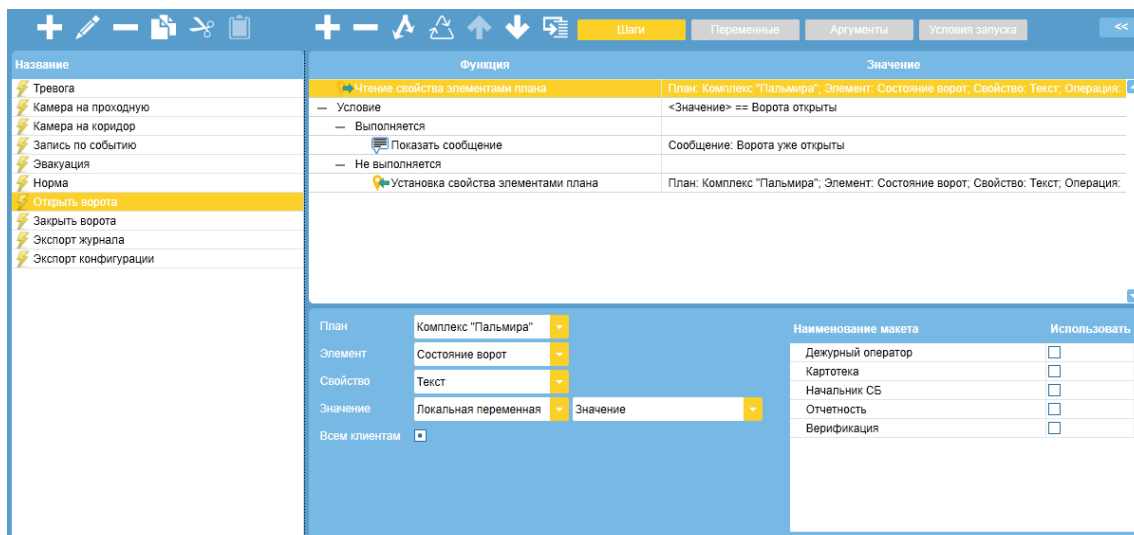 Шаги
Переменные
Аргументы
Условия запуска
<<
Название
Функция
Значение
Тревога
Камера на проходную
Камера на коридор
Запись по событию
Эвакуация
Норма
Открыть ворота
Закрыть ворота
Экспорт журнала
Экспорт конфигурации
Чтение свойства элементами плана
План: Комплекс "Пальмира"; Элемент: Состояние ворот; Свойство: Текст; Операция:
Условие
<Значение> == Ворота открыты
Выполняется
Показать сообщение
Сообщение: Ворота уже открыты
Не выполняется
Установка свойства элементами плана
План: Комплекс "Пальмира"; Элемент: Состояние ворот; Свойство: Текст; Операция:
План
Комплекс "Пальмира"
Элемент
Состояние ворот
Свойство
Текст
Значение
Локальная переменная
Значение
Всем клиентам
Наименование макета
Использовать
Дежурный оператор
Картотека
Начальник СБ
Отчетность
Верификация